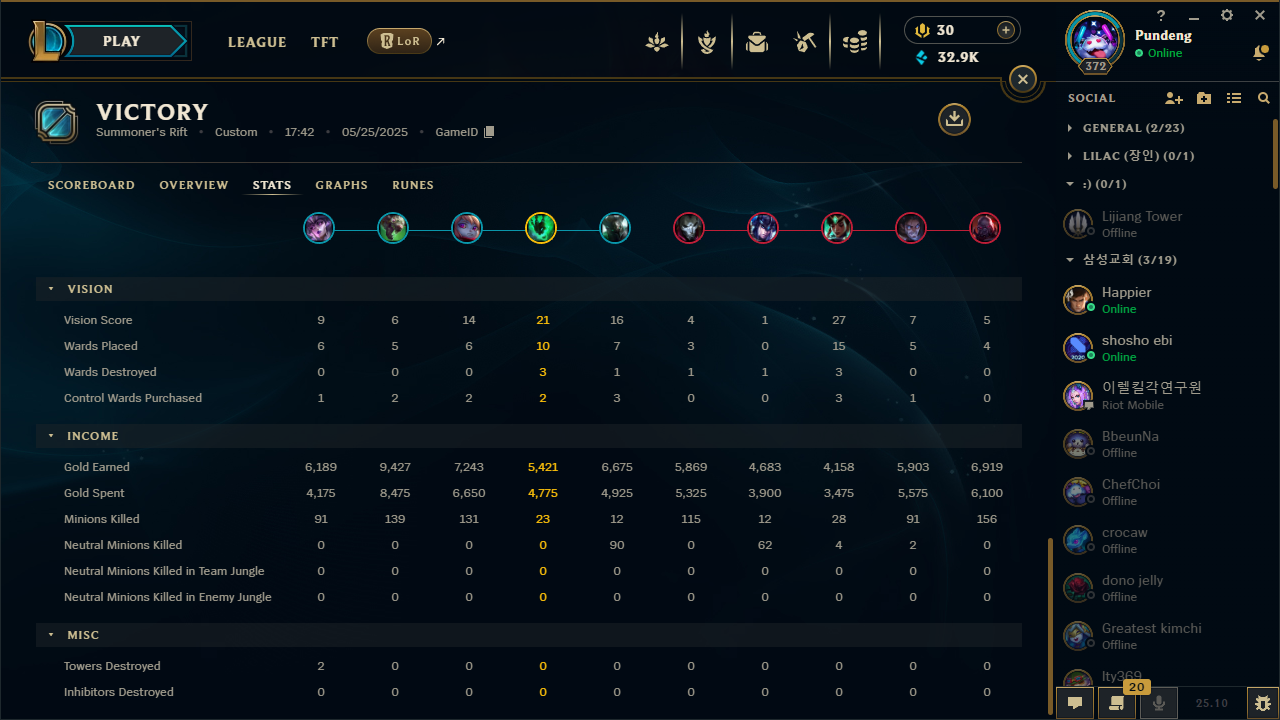 PLAY
LEAGUE
TFT
LoR
30
32.9K
?
372
Pundeng
Online
VICTORY
Summoner's Rift • Custom • 17:42 • 05/25/2025 • GameID
SCOREBOARD OVERVIEW STATS GRAPHS RUNES
VISION
Vision Score 9 6 14 21 16 4 1 27 7 5
Wards Placed 6 5 6 10 7 3 0 15 5 4
Wards Destroyed 0 0 0 3 1 1 1 3 0 0
Control Wards Purchased 1 2 2 2 3 0 0 3 1 0
INCOME
Gold Earned 6,189 9,427 7,243 5,421 6,675 5,869 4,683 4,158 5,903 6,919
Gold Spent 4,175 8,475 6,650 4,775 4,925 5,325 3,900 3,475 5,575 6,100
Minions Killed 91 139 131 23 12 115 12 28 91 156
Neutral Minions Killed 0 0 0 0 90 0 62 4 2 0
Neutral Minions Killed in Team Jungle 0 0 0 0 0 0 0 0 0 0
Neutral Minions Killed in Enemy Jungle 0 0 0 0 0 0 0 0 0 0
MISC
Towers Destroyed 2 0 0 0 0 0 0 0 0 0
Inhibitors Destroyed 0 0 0 0 0 0 0 0 0 0
SOCIAL
GENERAL (2/23)
LILAC (장인) (0/1)
:) (0/1)
Lijiang Tower
Offline
삼성교회 (3/19)
Happier
Online
shosho ebi
Online
2020
이렐킬각연구원
Riot Mobile
BbeunNa
Offline
ChefChoi
Offline
crocaw
Offline
dono jelly
Offline
Greatest kimchi
Offline
lty369
20
25.10